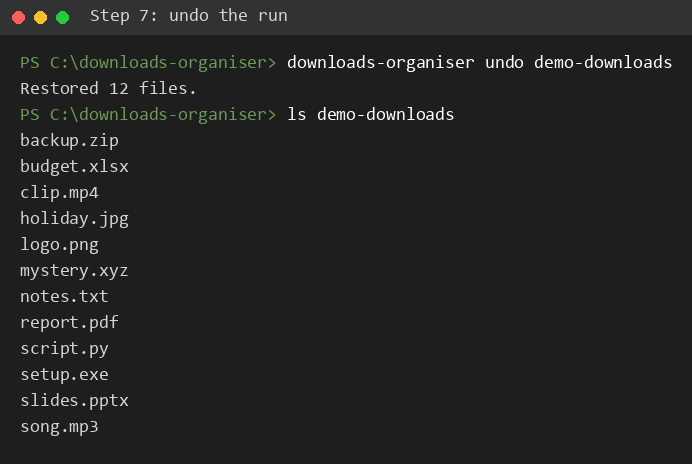 Step 7: undo the run
PS C:\downloads-organiser> downloads-organiser undo demo-downloads
Restored 12 files.
PS C:\downloads-organiser> ls demo-downloads
backup.zip
budget.xlsx
clip.mp4
holiday.jpg
logo.png
mystery.xyz
notes.txt
report.pdf
script.py
setup.exe
slides.pptx
song.mp3